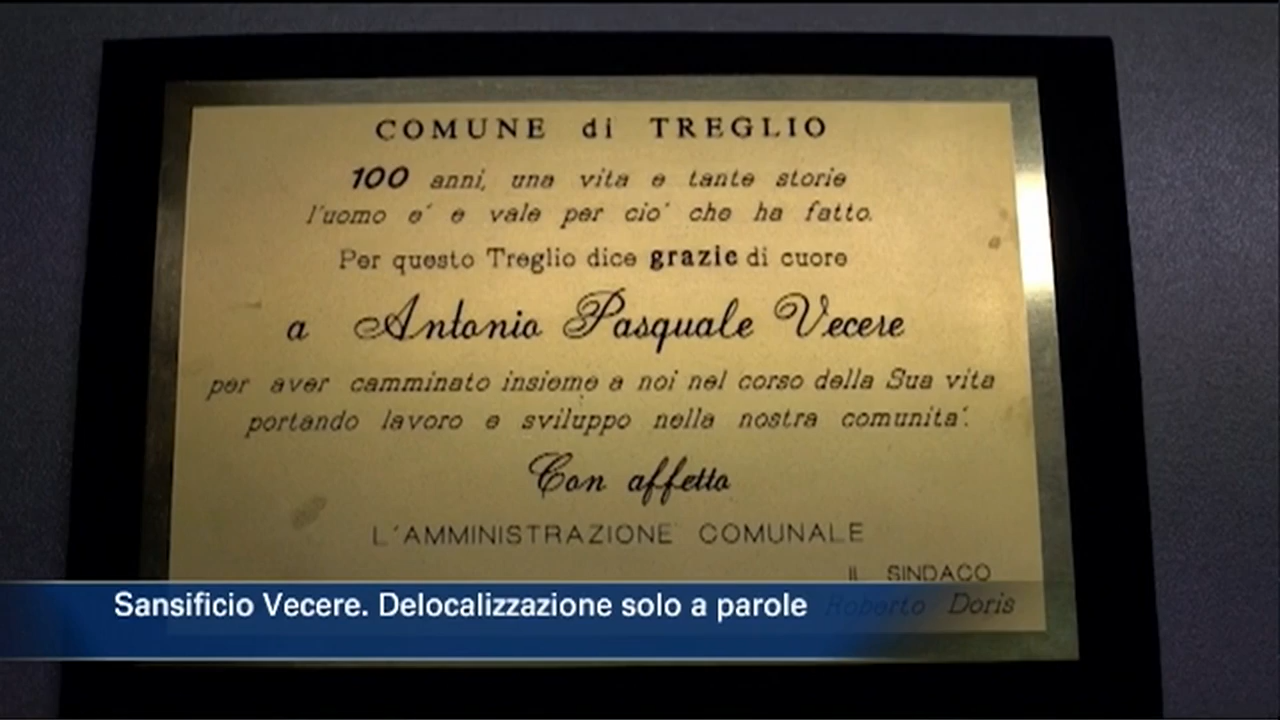 COMUNE di TREGLIO
100 anni, una vita e tante storie
l'uomo e' e vale per cio' che ha fatto.
Per questo Treglio dice grazie di cuore
a Antonio Pasquale Vecere
per aver camminato insieme a noi nel corso della Sua vita
portando lavoro e sviluppo nella nostra comunita'.
Con affetto
L'AMMINISTRAZIONE COMUNALE
IL SINDACO
Roberto Doris
Sansificio Vecere. Delocalizzazione solo a parole